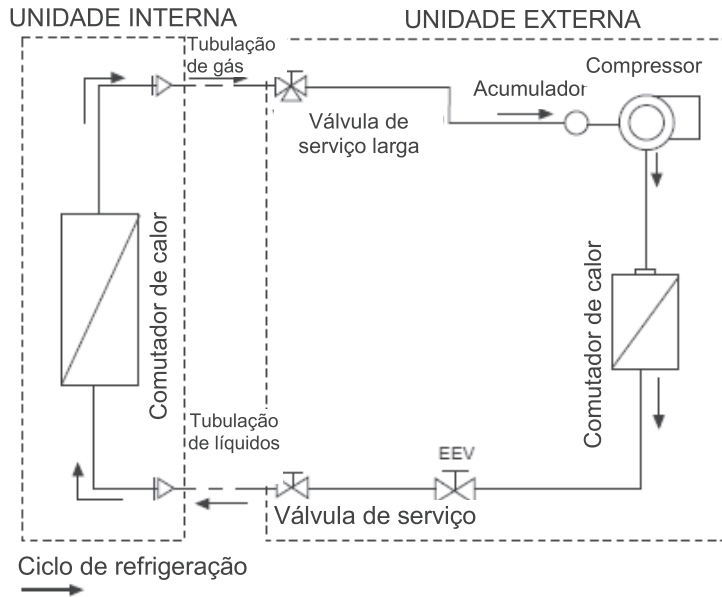 UNIDADE INTERNA
UNIDADE EXTERNA
Tubulação
de gás
Compressor
Acumulador
Válvula de
serviço larga
Comutador de calor
Comutador de calor
Tubulação
de líquidos
EEV
Válvula de serviço
Ciclo de refrigeração